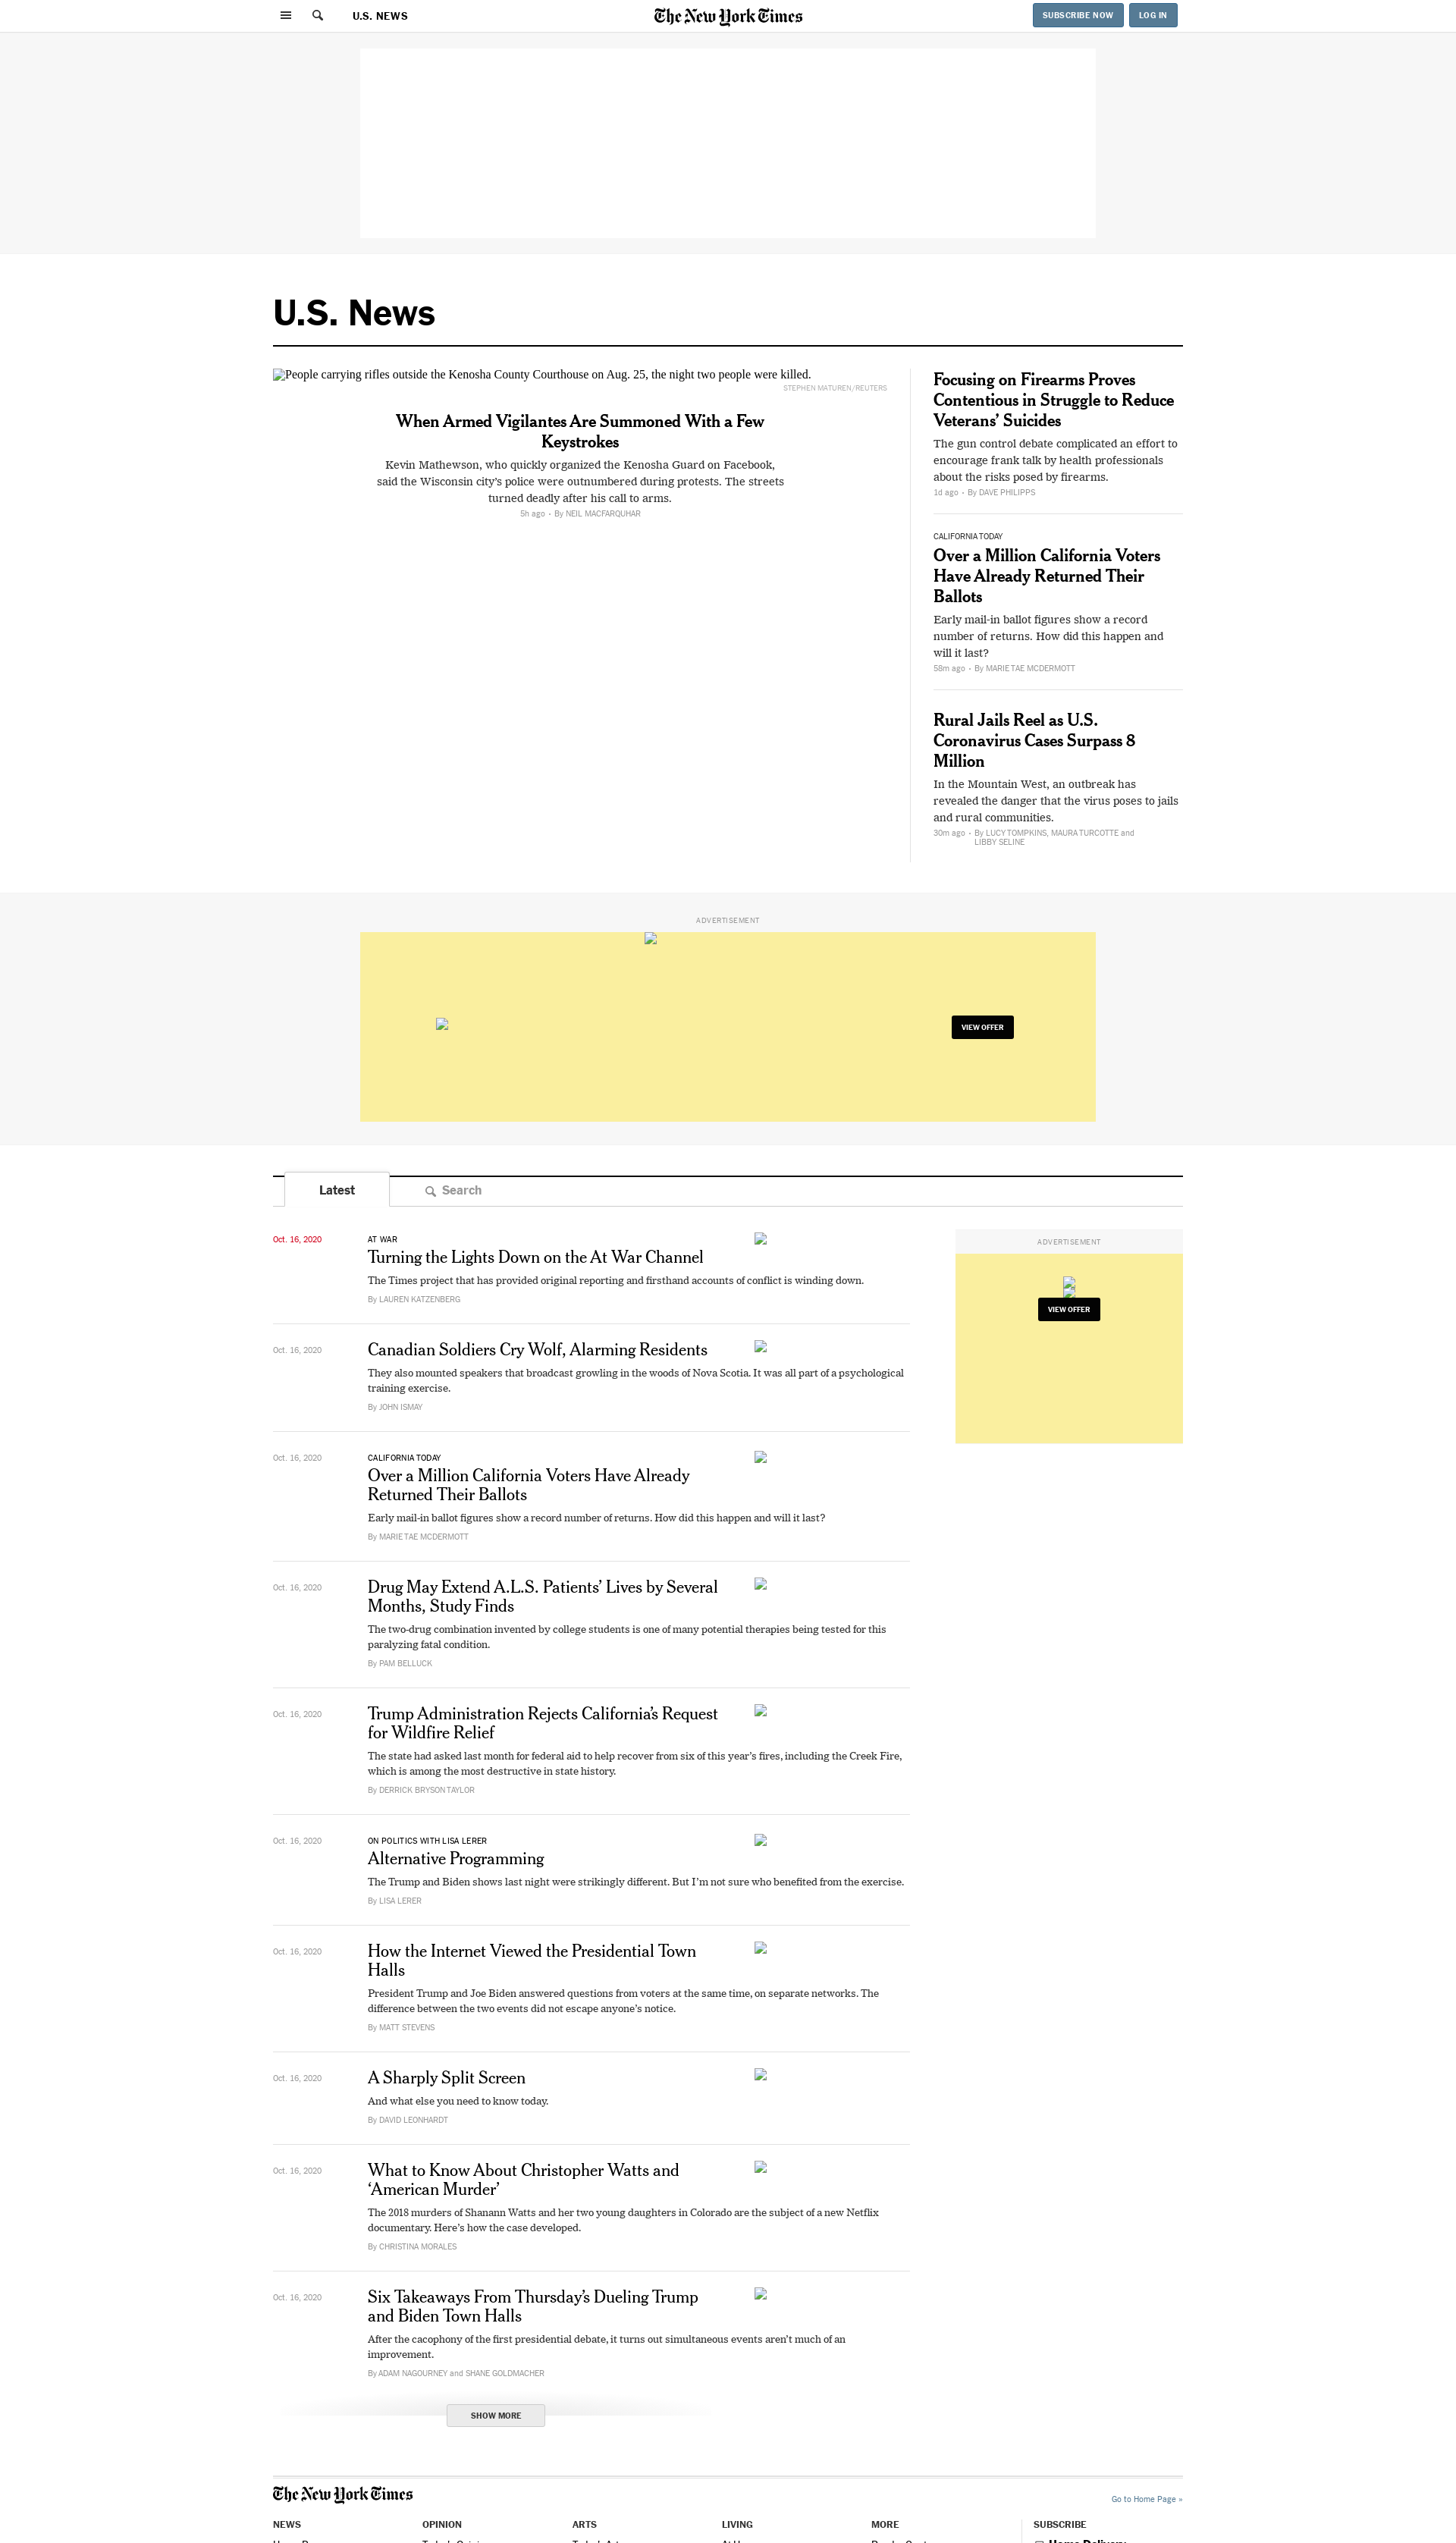 U.S. NEWS
The New York Times
SUBSCRIBE NOW
LOG IN
U.S. News
People carrying rifles outside the Kenosha County Courthouse on Aug. 25, the night two people were killed.
STEPHEN MATUREN/REUTERS
When Armed Vigilantes Are Summoned With a Few
Keystrokes
Kevin Mathewson, who quickly organized the Kenosha Guard on Facebook,
said the Wisconsin city’s police were outnumbered during protests. The streets
turned deadly after his call to arms.
5h ago • By NEIL MACFARQUHAR
Focusing on Firearms Proves
Contentious in Struggle to Reduce
Veterans’ Suicides
The gun control debate complicated an effort to
encourage frank talk by health professionals
about the risks posed by firearms.
1d ago • By DAVE PHILIPPS
CALIFORNIA TODAY
Over a Million California Voters
Have Already Returned Their
Ballots
Early mail-in ballot figures show a record
number of returns. How did this happen and
will it last?
58m ago • By MARIE TAE MCDERMOTT
Rural Jails Reel as U.S.
Coronavirus Cases Surpass 8
Million
In the Mountain West, an outbreak has
revealed the danger that the virus poses to jails
and rural communities.
30m ago • By LUCY TOMPKINS, MAURA TURCOTTE and
LIBBY SELINE
ADVERTISEMENT
VIEW OFFER
Latest
Search
Oct. 16, 2020
AT WAR
Turning the Lights Down on the At War Channel
The Times project that has provided original reporting and firsthand accounts of conflict is winding down.
By LAUREN KATZENBERG
ADVERTISEMENT
VIEW OFFER
Oct. 16, 2020
Canadian Soldiers Cry Wolf, Alarming Residents
They also mounted speakers that broadcast growling in the woods of Nova Scotia. It was all part of a psychological
training exercise.
By JOHN ISMAY
Oct. 16, 2020
CALIFORNIA TODAY
Over a Million California Voters Have Already
Returned Their Ballots
Early mail-in ballot figures show a record number of returns. How did this happen and will it last?
By MARIE TAE MCDERMOTT
Oct. 16, 2020
Drug May Extend A.L.S. Patients’ Lives by Several
Months, Study Finds
The two-drug combination invented by college students is one of many potential therapies being tested for this
paralyzing fatal condition.
By PAM BELLUCK
Oct. 16, 2020
Trump Administration Rejects California’s Request
for Wildfire Relief
The state had asked last month for federal aid to help recover from six of this year’s fires, including the Creek Fire,
which is among the most destructive in state history.
By DERRICK BRYSON TAYLOR
Oct. 16, 2020
ON POLITICS WITH LISA LERER
Alternative Programming
The Trump and Biden shows last night were strikingly different. But I’m not sure who benefited from the exercise.
By LISA LERER
Oct. 16, 2020
How the Internet Viewed the Presidential Town
Halls
President Trump and Joe Biden answered questions from voters at the same time, on separate networks. The
difference between the two events did not escape anyone’s notice.
By MATT STEVENS
Oct. 16, 2020
A Sharply Split Screen
And what else you need to know today.
By DAVID LEONHARDT
Oct. 16, 2020
What to Know About Christopher Watts and
‘American Murder’
The 2018 murders of Shanann Watts and her two young daughters in Colorado are the subject of a new Netflix
documentary. Here’s how the case developed.
By CHRISTINA MORALES
Oct. 16, 2020
Six Takeaways From Thursday’s Dueling Trump
and Biden Town Halls
After the cacophony of the first presidential debate, it turns out simultaneous events aren’t much of an
improvement.
By ADAM NAGOURNEY and SHANE GOLDMACHER
SHOW MORE
The New York Times
Go to Home Page »
NEWS
OPINION
ARTS
LIVING
MORE
SUBSCRIBE